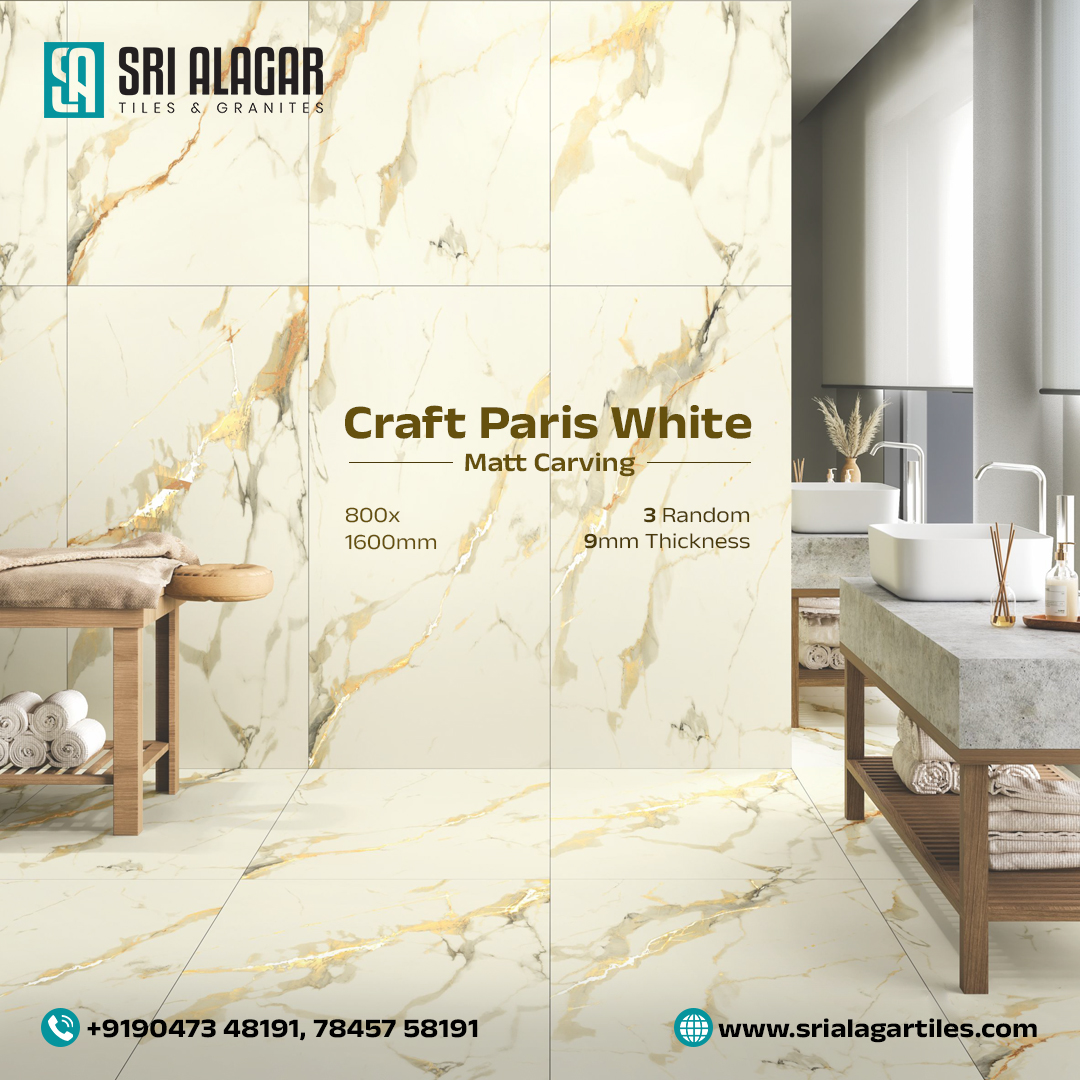 SRI ALAGAR
TILES & GRANITES
Craft Paris White
Matt Carving
800x
1600mm
3 Random
9mm Thickness
+9190473 48191, 78457 58191
www.srialagartiles.com